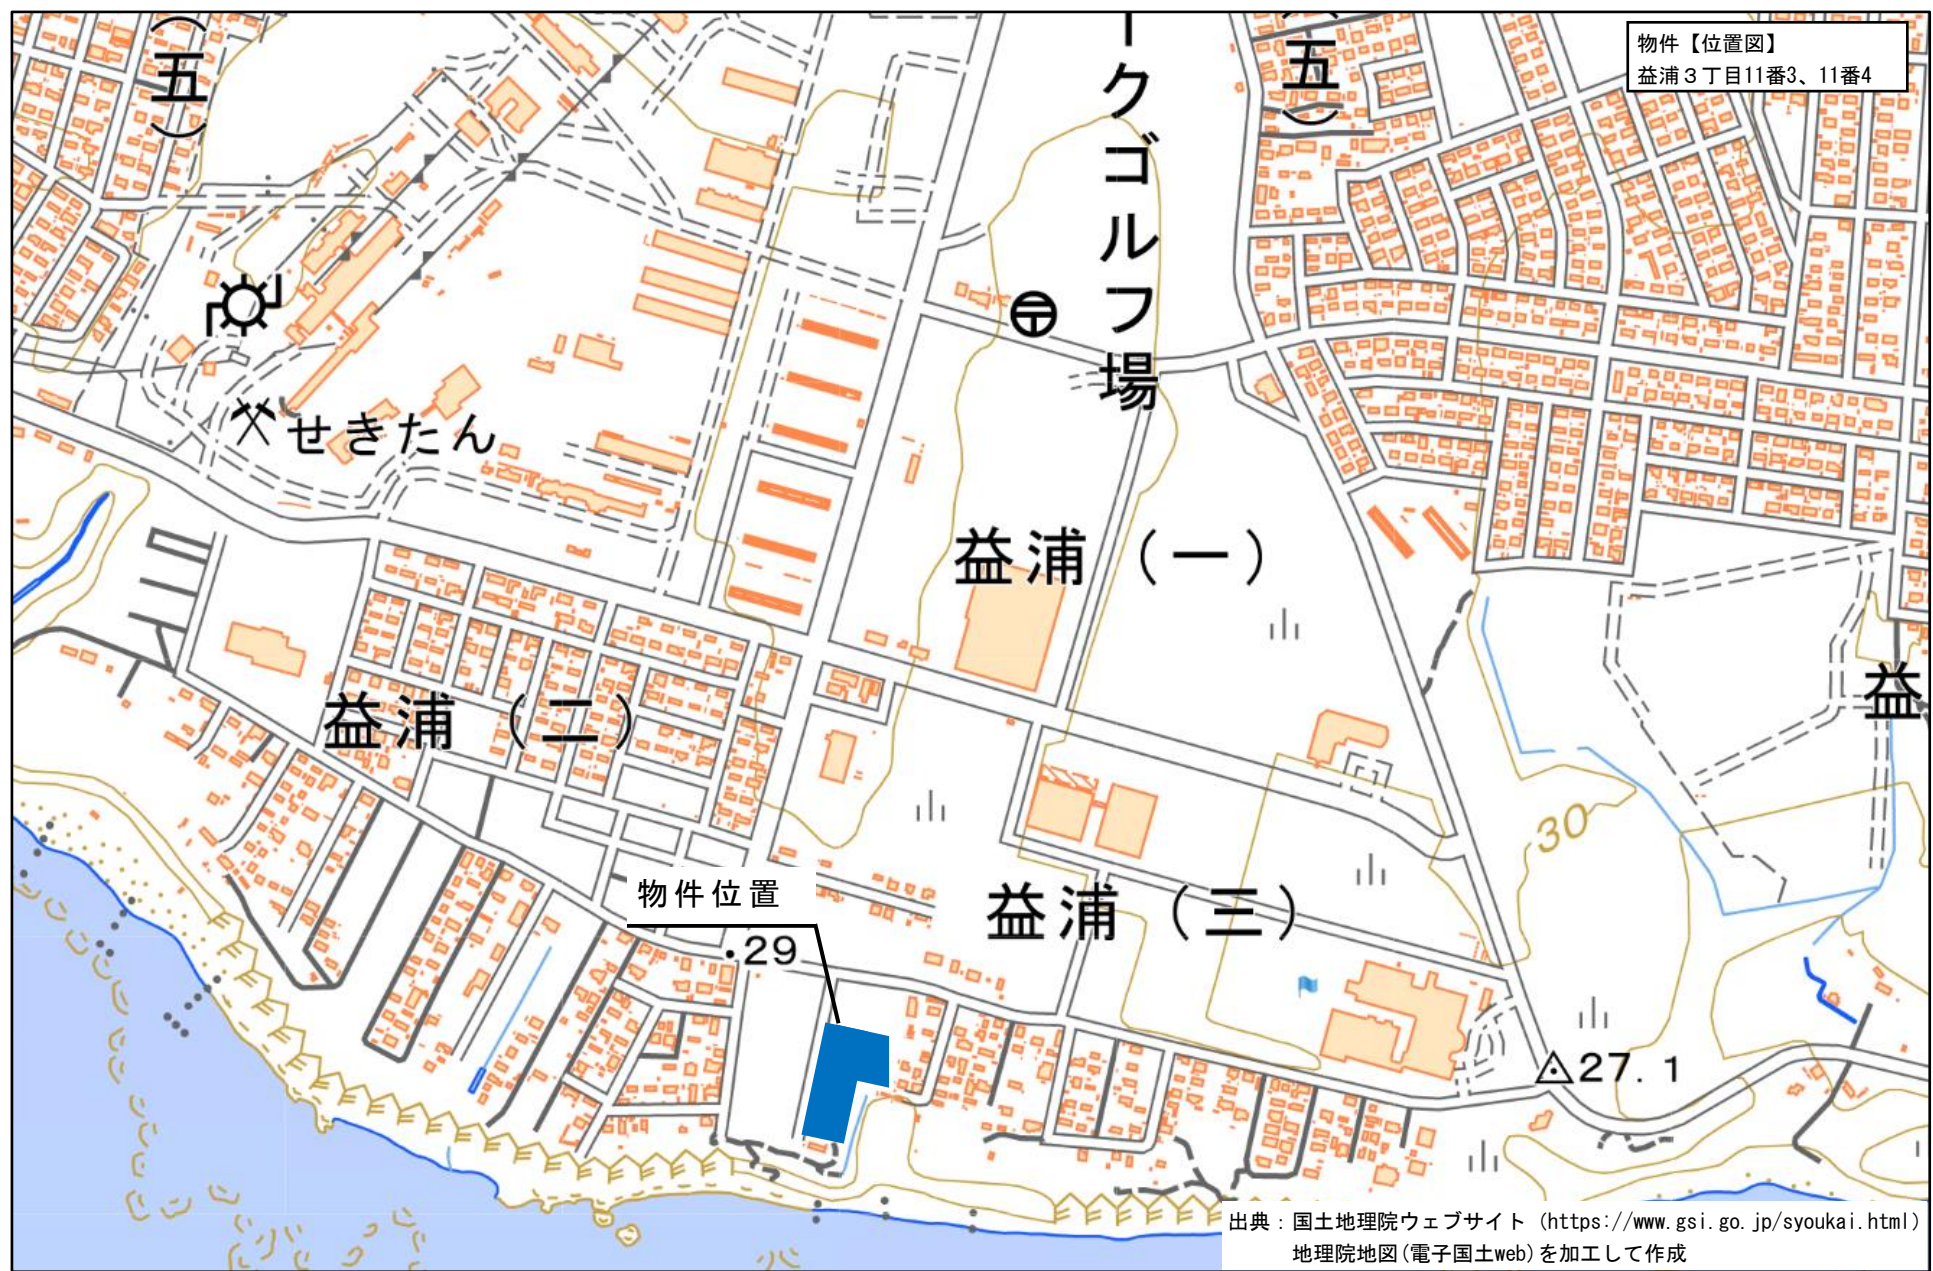 物件【位置図】
益浦３丁目11番3、11番4
(五)
ークゴルフ場
(五)
せきたん
益浦（一）
益浦（二）
益
30
物件位置
・29
益浦（三）
27.1
出典：国土地理院ウェブサイト（https://www.gsi.go.jp/syoukai.html）
地理院地図(電子国土web)を加工して作成